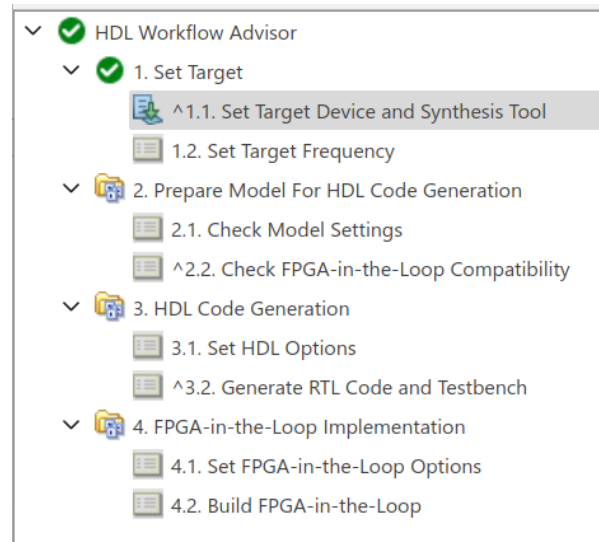 HDL Workflow Advisor
1. Set Target
^1.1. Set Target Device and Synthesis Tool
1.2. Set Target Frequency
2. Prepare Model For HDL Code Generation
2.1. Check Model Settings
^2.2. Check FPGA-in-the-Loop Compatibility
3. HDL Code Generation
3.1. Set HDL Options
^3.2. Generate RTL Code and Testbench
4. FPGA-in-the-Loop Implementation
4.1. Set FPGA-in-the-Loop Options
4.2. Build FPGA-in-the-Loop